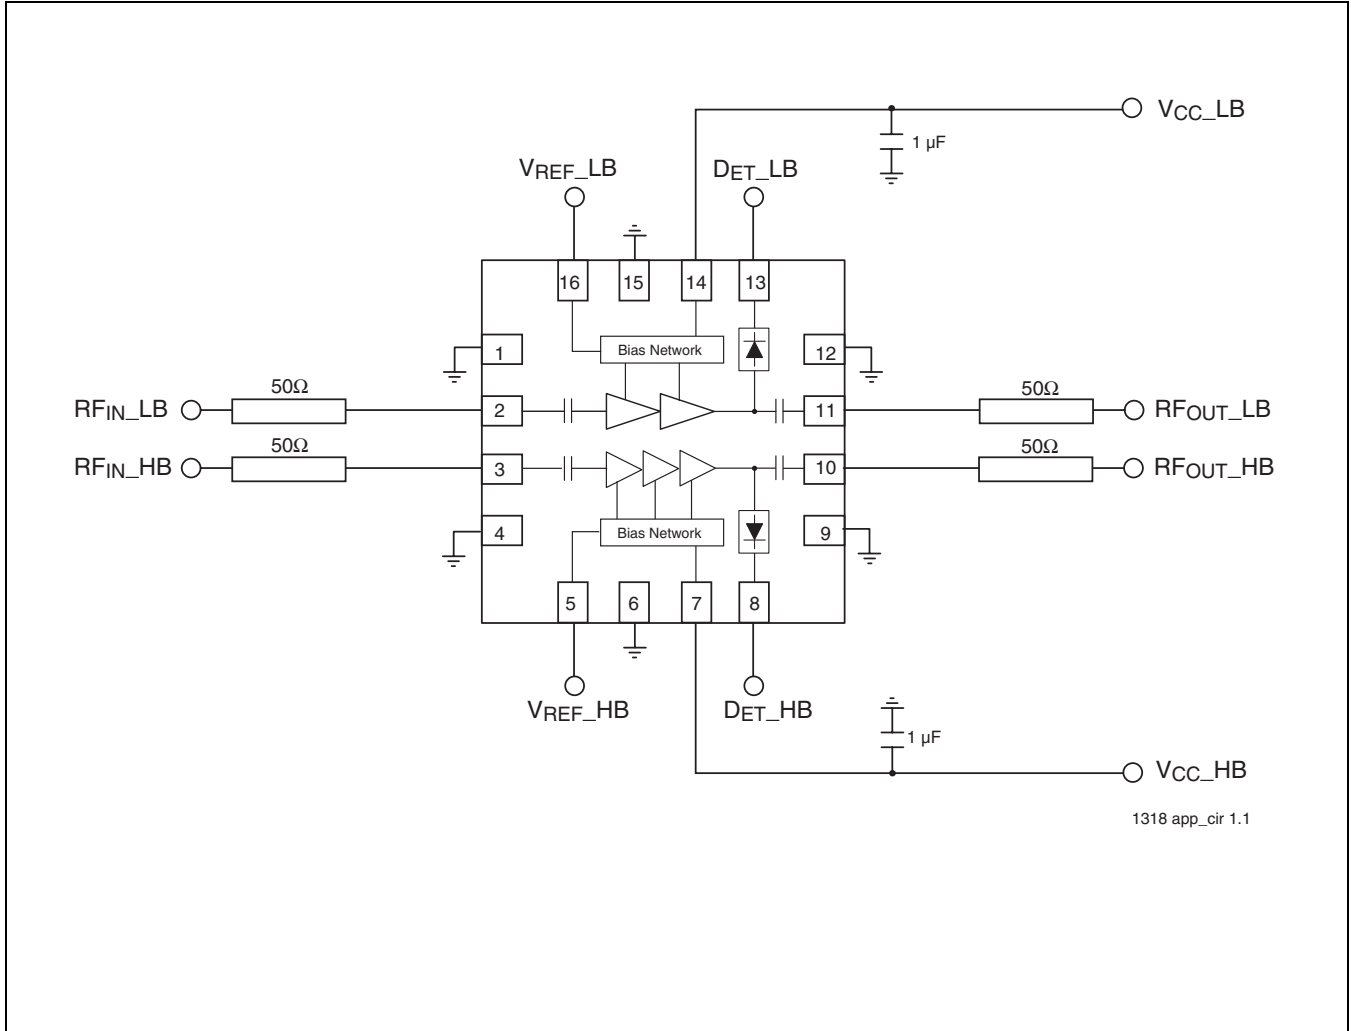 VCC_LB
1 µF
VREF_LB
DET_LB
16
15
14
13
Bias Network
1
12
50Ω
50Ω
RFIN_LB
2
11
RFOUT_LB
50Ω
50Ω
RFIN_HB
3
10
RFOUT_HB
4
Bias Network
9
5
6
7
8
VREF_HB
DET_HB
1 µF
VCC_HB
1318 app_cir 1.1